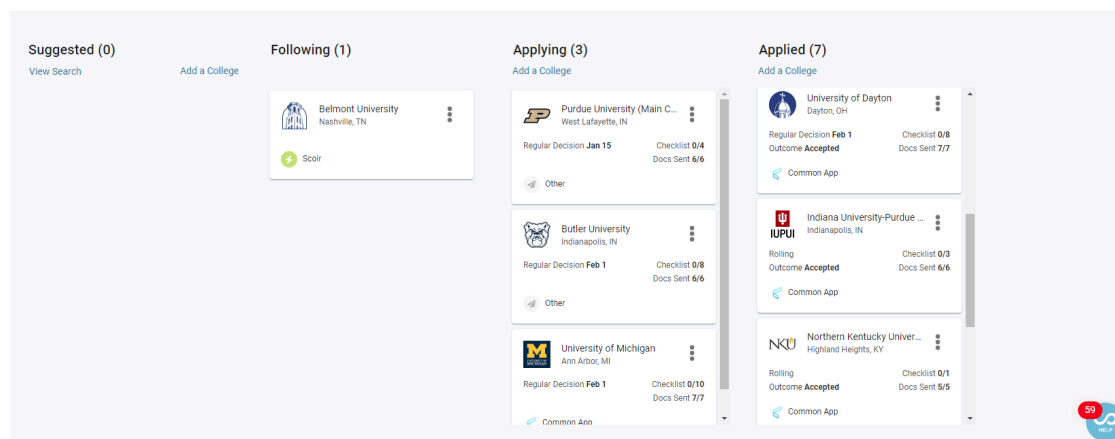 Suggested (0)
View Search
Add a College
Following (1)
Belmont University
Nashville, TN
Scoir
Applying (3)
Add a College
Purdue University (Main C...
West Lafayette, IN
Regular Decision Jan 15
Checklist 0/4
Docs Sent 6/6
Other
Butler University
Indianapolis, IN
Regular Decision Feb 1
Checklist 0/8
Docs Sent 6/6
Other
University of Michigan
Ann Arbor, MI
Regular Decision Feb 1
Checklist 0/10
Docs Sent 7/7
Common App
Applied (7)
Add a College
University of Dayton
Dayton, OH
Regular Decision Feb 1
Checklist 0/8
Outcome Accepted
Docs Sent 7/7
Common App
IUPUI
Indiana University-Purdue ...
Indianapolis, IN
Rolling
Checklist 0/3
Outcome Accepted
Docs Sent 6/6
Common App
NKU
Northern Kentucky Univer...
Highland Heights, KY
Rolling
Checklist 0/1
Outcome Accepted
Docs Sent 5/5
Common App
59
HELP